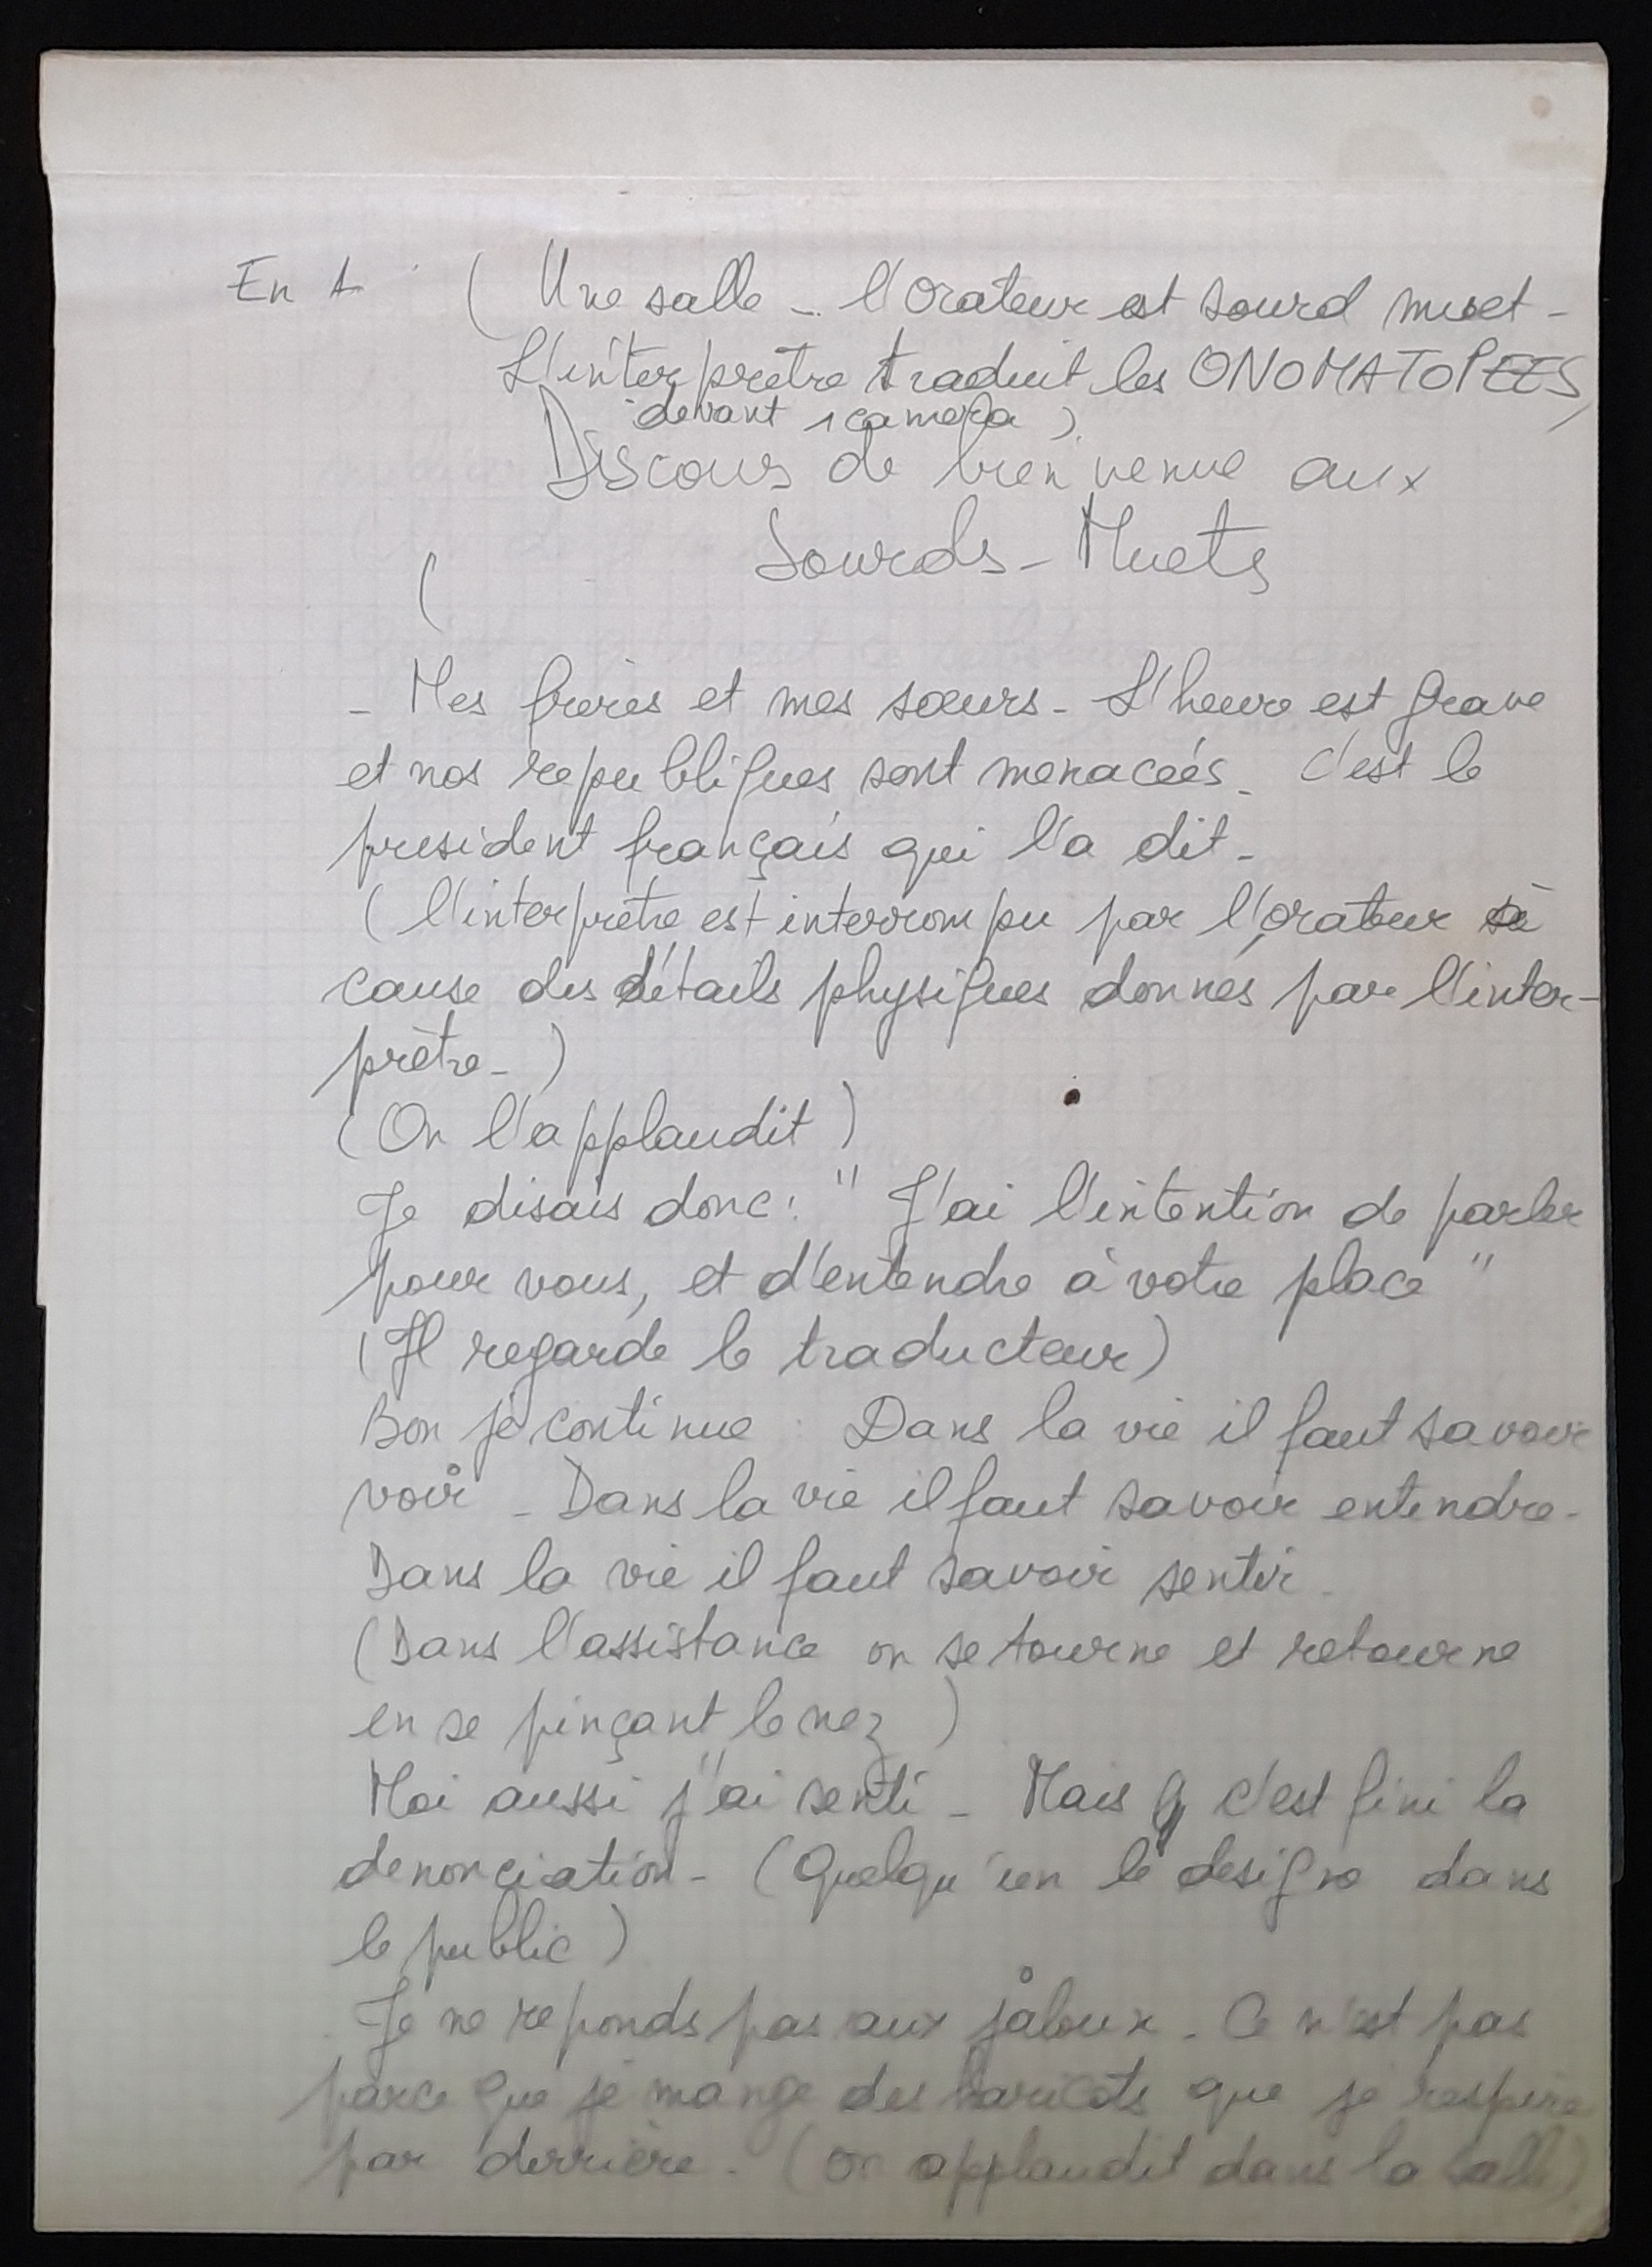 En 1 (Une salle - l'orateur est sourd muet -
L'interprètre traduit les ONOMATOPEES,
devant 1 camera)
Discours de bienvenue aux
Sourds - Muets
(
- Mes frères et mes sœurs - L'heure est grave
et nos republiques sont menacées - c'est le
president français qui l'a dit -
(l'interprètre est interrompu par l'orateur à
cause des détails physiques donnés par l'inter-
prètre -)
(On l'applaudit)
Je disais donc : " J'ai l'intention de parler
pour vous, et d'entendre à votre place "
(Il regarde le traducteur)
Bon je continue : Dans la vie il faut savoir
voir - Dans la vie il faut savoir entendre -
Dans la vie il faut savoir sentir.
(Dans l'assistance on se tourne et retourne
en se pinçant le nez)
Moi aussi j'ai senti - Mais c'est fini la
denonciation - (Quelqu'un le designe dans
le public)
Je ne reponds pas aux jaloux. Ce n'est pas
parce que je mange des haricots que je respire
par derrière. (on applaudit dans la salle)